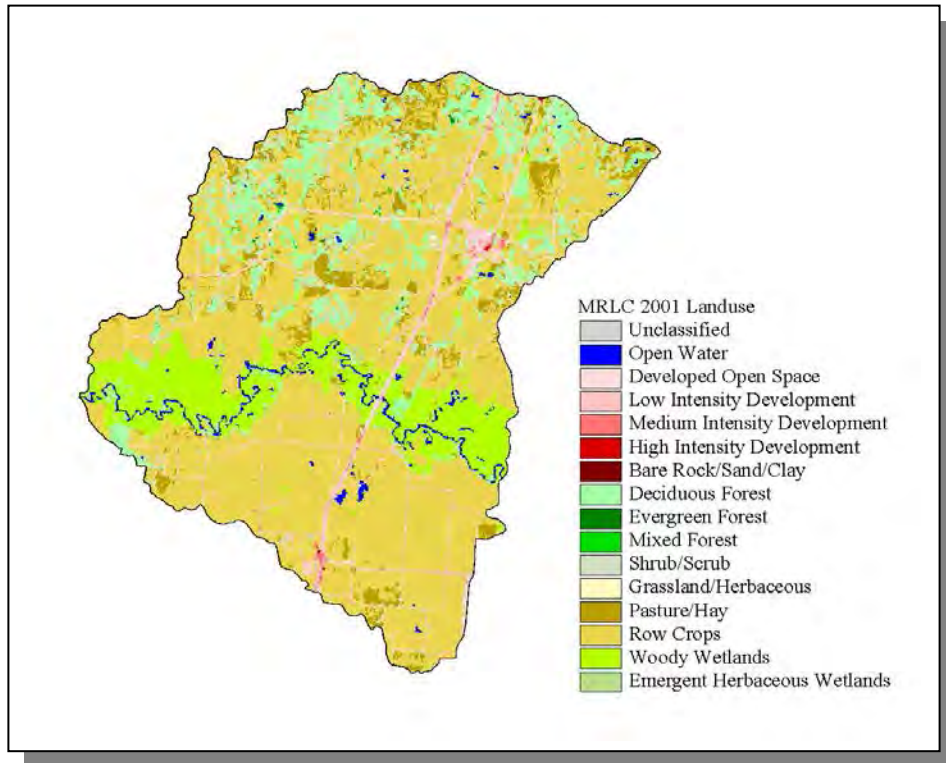 MRLC 2001 Landuse
Unclassified
Open Water
Developed Open Space
Low Intensity Development
Medium Intensity Development
High Intensity Development
Bare Rock/Sand/Clay
Deciduous Forest
Evergreen Forest
Mixed Forest
Shrub/Scrub
Grassland/Herbaceous
Pasture/Hay
Row Crops
Woody Wetlands
Emergent Herbaceous Wetlands